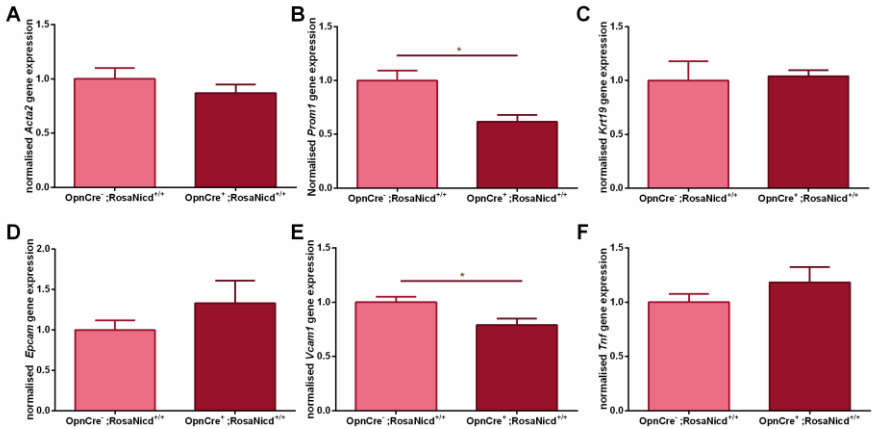 A
normalised Acta2 gene expression
1.5
1.0
0.5
0.0
OpnCre⁻;RosaNicd⁺/⁺
OpnCre⁺;RosaNicd⁺/⁺
B
Normalised Prom1 gene expression
1.5
1.0
0.5
0.0
*
OpnCre⁻;RosaNicd⁺/⁺
OpnCre⁺;RosaNicd⁺/⁺
C
normalised Krt19 gene expression
1.5
1.0
0.5
0.0
OpnCre⁻;RosaNicd⁺/⁺
OpnCre⁺;RosaNicd⁺/⁺
D
normalised Epcam gene expression
2.0
1.5
1.0
0.5
0.0
OpnCre⁻;RosaNicd⁺/⁺
OpnCre⁺;RosaNicd⁺/⁺
E
normalised Vcam1 gene expression
1.5
1.0
0.5
0.0
*
OpnCre⁻;RosaNicd⁺/⁺
OpnCre⁺;RosaNicd⁺/⁺
F
normalised Tnf gene expression
1.5
1.0
0.5
0.0
OpnCre⁻;RosaNicd⁺/⁺
OpnCre⁺;RosaNicd⁺/⁺